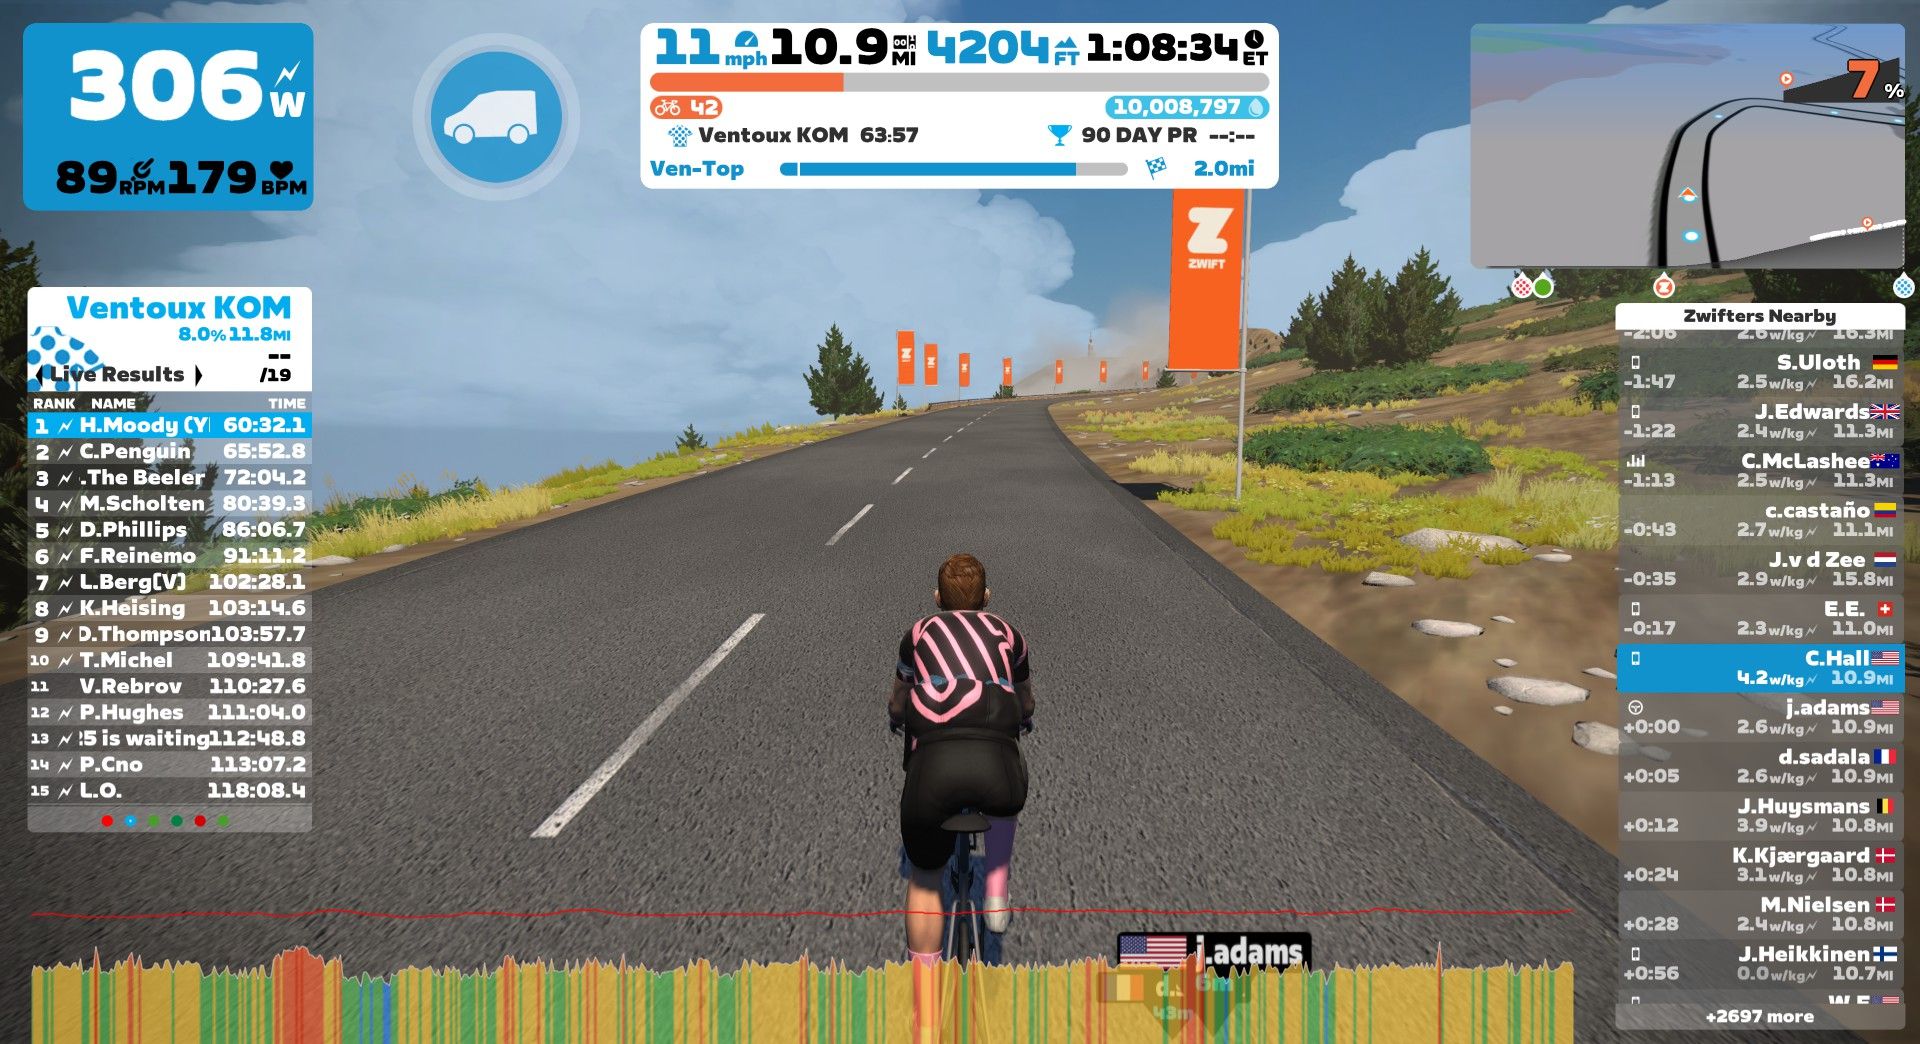 306 W
89 RPM 179 BPM
11 mph 10.9 MI 4204 FT 1:08:34 ET
42
10,008,797
Ventoux KOM 63:57
90 DAY PR --:--
Ven-Top
2.0mi
7 %
Z
ZWIFT
Ventoux KOM
8.0% 11.8MI
--
Live Results /19
RANK NAME TIME
1 H.Moody (Y 60:32.1
2 C.Penguin 65:52.8
3 .The Beeler 72:04.2
4 M.Scholten 80:39.3
5 D.Phillips 86:06.7
6 F.Reinemo 91:11.2
7 L.Berg(V) 102:28.1
8 K.Heising 103:14.6
9 D.Thompson 103:57.7
10 T.Michel 109:41.8
11 V.Rebrov 110:27.6
12 P.Hughes 111:04.0
13 :5 is waiting 112:48.8
14 P.Cno 113:07.2
15 L.O. 118:08.4
Zwifters Nearby
-2:06 2.6w/kg 16.3MI
S.Uloth
-1:47 2.5w/kg 16.2MI
J.Edwards
-1:22 2.4w/kg 11.3MI
C.McLashee
-1:13 2.5w/kg 11.3MI
c.castaño
-0:43 2.7w/kg 11.1MI
J.v d Zee
-0:35 2.9w/kg 15.8MI
E.E.
-0:17 2.3w/kg 11.0MI
C.Hall
4.2w/kg 10.9MI
j.adams
+0:00 2.6w/kg 10.9MI
d.sadala
+0:05 2.6w/kg 10.9MI
J.Huysmans
+0:12 3.9w/kg 10.8MI
K.Kjærgaard
+0:24 3.1w/kg 10.8MI
M.Nielsen
+0:28 2.4w/kg 10.8MI
J.Heikkinen
+0:56 0.0w/kg 10.7MI
+2697 more
j.adams
6m
43m